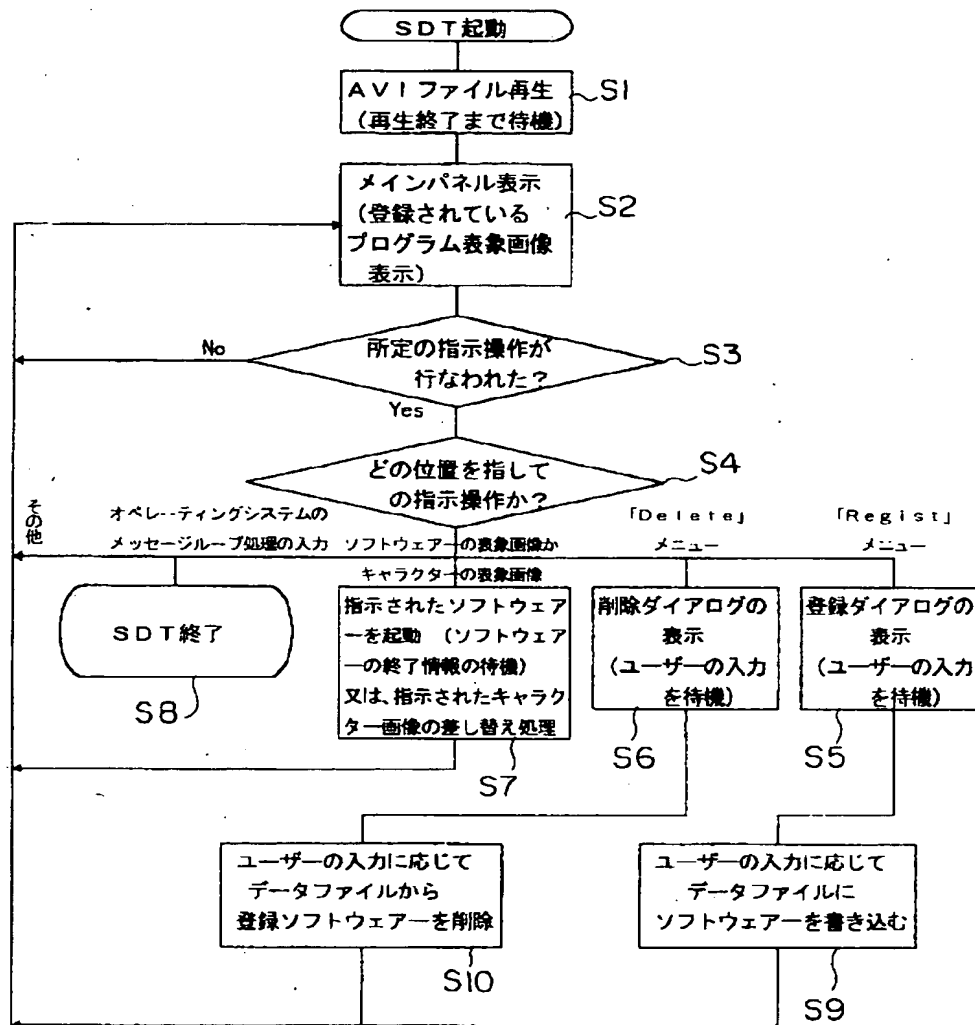 SDT起動
AVIファイル再生
(再生終了まで待機)
S1
メインパネル表示
(登録されている
プログラム表象画像
表示)
S2
所定の指示操作が
行なわれた?
S3
No
Yes
どの位置を指して
の指示操作か?
S4
その他
オペレーティングシステムの
メッセージループ処理の入力
ソフトウェアーの表象画像か
キャラクターの表象画像
「Delete」
メニュー
「Regist」
メニュー
SDT終了
S8
指示されたソフトウェア
ーを起動 (ソフトウェア
ーの終了情報の待機)
又は、指示されたキャラク
ター画像の差し替え処理
S7
削除ダイアログの
表示
(ユーザーの入力
を待機)
S6
登録ダイアログの
表示
(ユーザーの入力
を待機)
S5
ユーザーの入力に応じて
データファイルから
登録ソフトウェアーを削除
S10
ユーザーの入力に応じて
データファイルに
ソフトウェアーを書き込む
S9